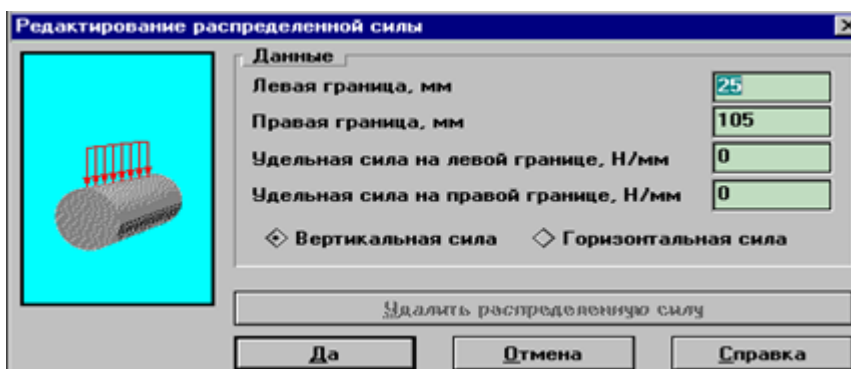 Редактирование распределенной силы
Данные
Левая граница, мм 25
Правая граница, мм 105
Удельная сила на левой границе, Н/мм 0
Удельная сила на правой границе, Н/мм 0
Вертикальная сила Горизонтальная сила
Удалить распределенную силу
Да Отмена Справка